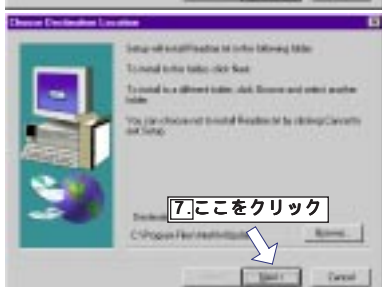 Choose Destination Location
Setup will install Readiris in the following folder.
To install to this folder, click Next.
To install to a different folder, click Browse and select another
folder.
You can choose not to install Readiris by clicking Cancel to
exit Setup.
7.ここをクリック
Browse...
Next >
Cancel